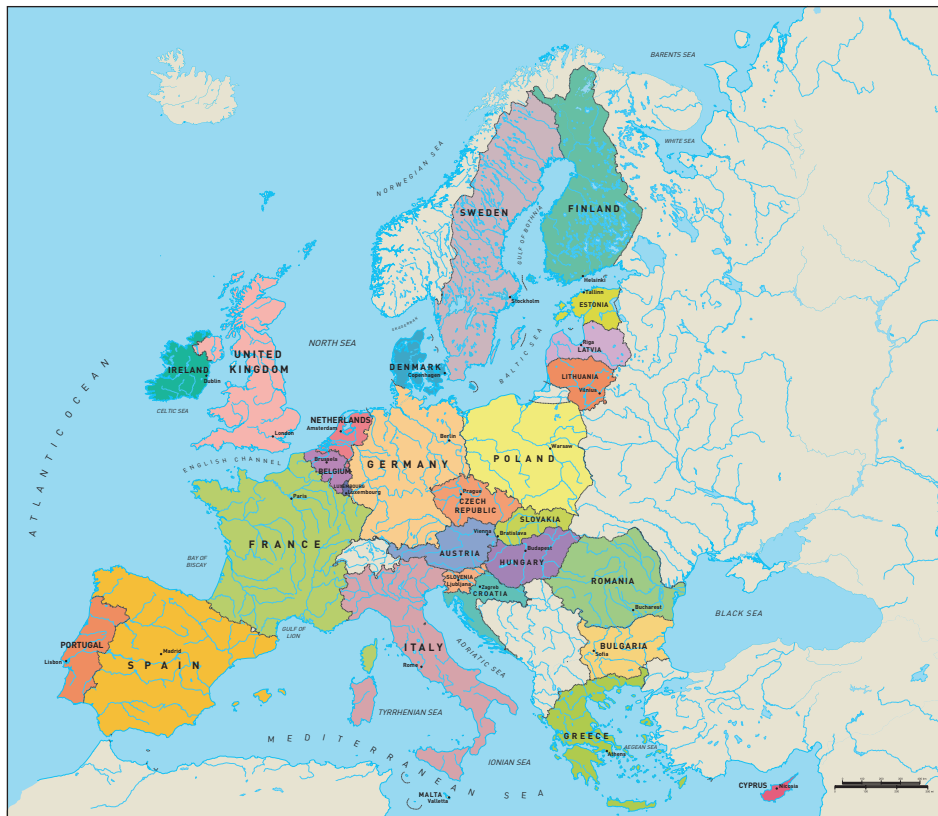 BARENTS SEA
WHITE SEA
NORWEGIAN SEA
SWEDEN
FINLAND
GULF OF BOTHNIA
Helsinki
Tallinn
Stockholm
ESTONIA
SKAGERRAK
NORTH SEA
BALTIC SEA
Riga
LATVIA
UNITED
KINGDOM
IRELAND
Dublin
DENMARK
Copenhagen
LITHUANIA
Vilnius
ATLANTIC OCEAN
CELTIC SEA
London
NETHERLANDS
Amsterdam
Berlin
Warsaw
POLAND
GERMANY
ENGLISH CHANNEL
Brussels
BELGIUM
LUXEMBOURG
Luxembourg
Paris
Prague
CZECH
REPUBLIC
SLOVAKIA
Vienna
Bratislava
FRANCE
AUSTRIA
Budapest
HUNGARY
BAY OF
BISCAY
SLOVENIA
Ljubljana
Zagreb
CROATIA
ROMANIA
Bucharest
BLACK SEA
GULF OF
LION
PORTUGAL
Lisbon
Madrid
SPAIN
ITALY
Rome
ADRIATIC SEA
BULGARIA
Sofia
TYRRHENIAN SEA
GREECE
AEGEAN SEA
Athens
MEDITERRANEAN SEA
IONIAN SEA
MALTA
Valletta
CYPRUS
Nicosia